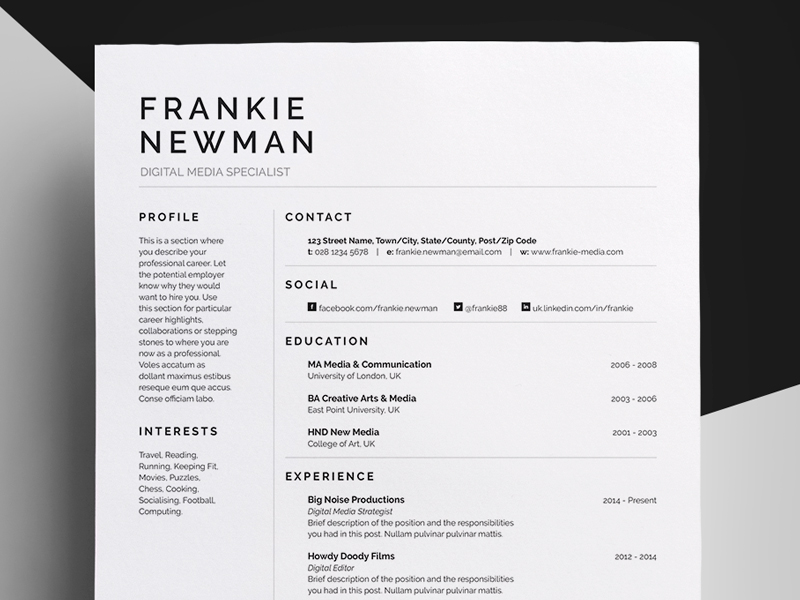 FRANKIE
NEWMAN
DIGITAL MEDIA SPECIALIST
PROFILE
This is a section where
you describe your
professional career. Let
the potential employer
know why they would
want to hire you. Use
this section for particular
career highlights,
collaborations or stepping
stones to where you are
now as a professional.
Voles accatum as
dollant maximus estibus
reseque eum que accus.
Conse officiam labo.
INTERESTS
Travel, Reading,
Running, Keeping Fit,
Movies, Puzzles,
Chess, Cooking,
Socialising, Football,
Computing.
CONTACT
123 Street Name, Town/City, State/County, Post/Zip Code
t: 028 1234 5678 | e: frankie.newman@email.com | w: www.frankie-media.com
SOCIAL
facebook.com/frankie.newman @frankie88 uk.linkedin.com/in/frankie
EDUCATION
MA Media & Communication 2006 - 2008
University of London, UK
BA Creative Arts & Media 2003 - 2006
East Point University, UK
HND New Media 2001 - 2003
College of Art, UK
EXPERIENCE
Big Noise Productions 2014 - Present
Digital Media Strategist
Brief description of the position and the responsibilities
you had in this post. Nullam pulvinar pulvinar mattis.
Howdy Doody Films 2012 - 2014
Digital Editor
Brief description of the position and the responsibilities
you had in this post. Nullam pulvinar pulvinar mattis.